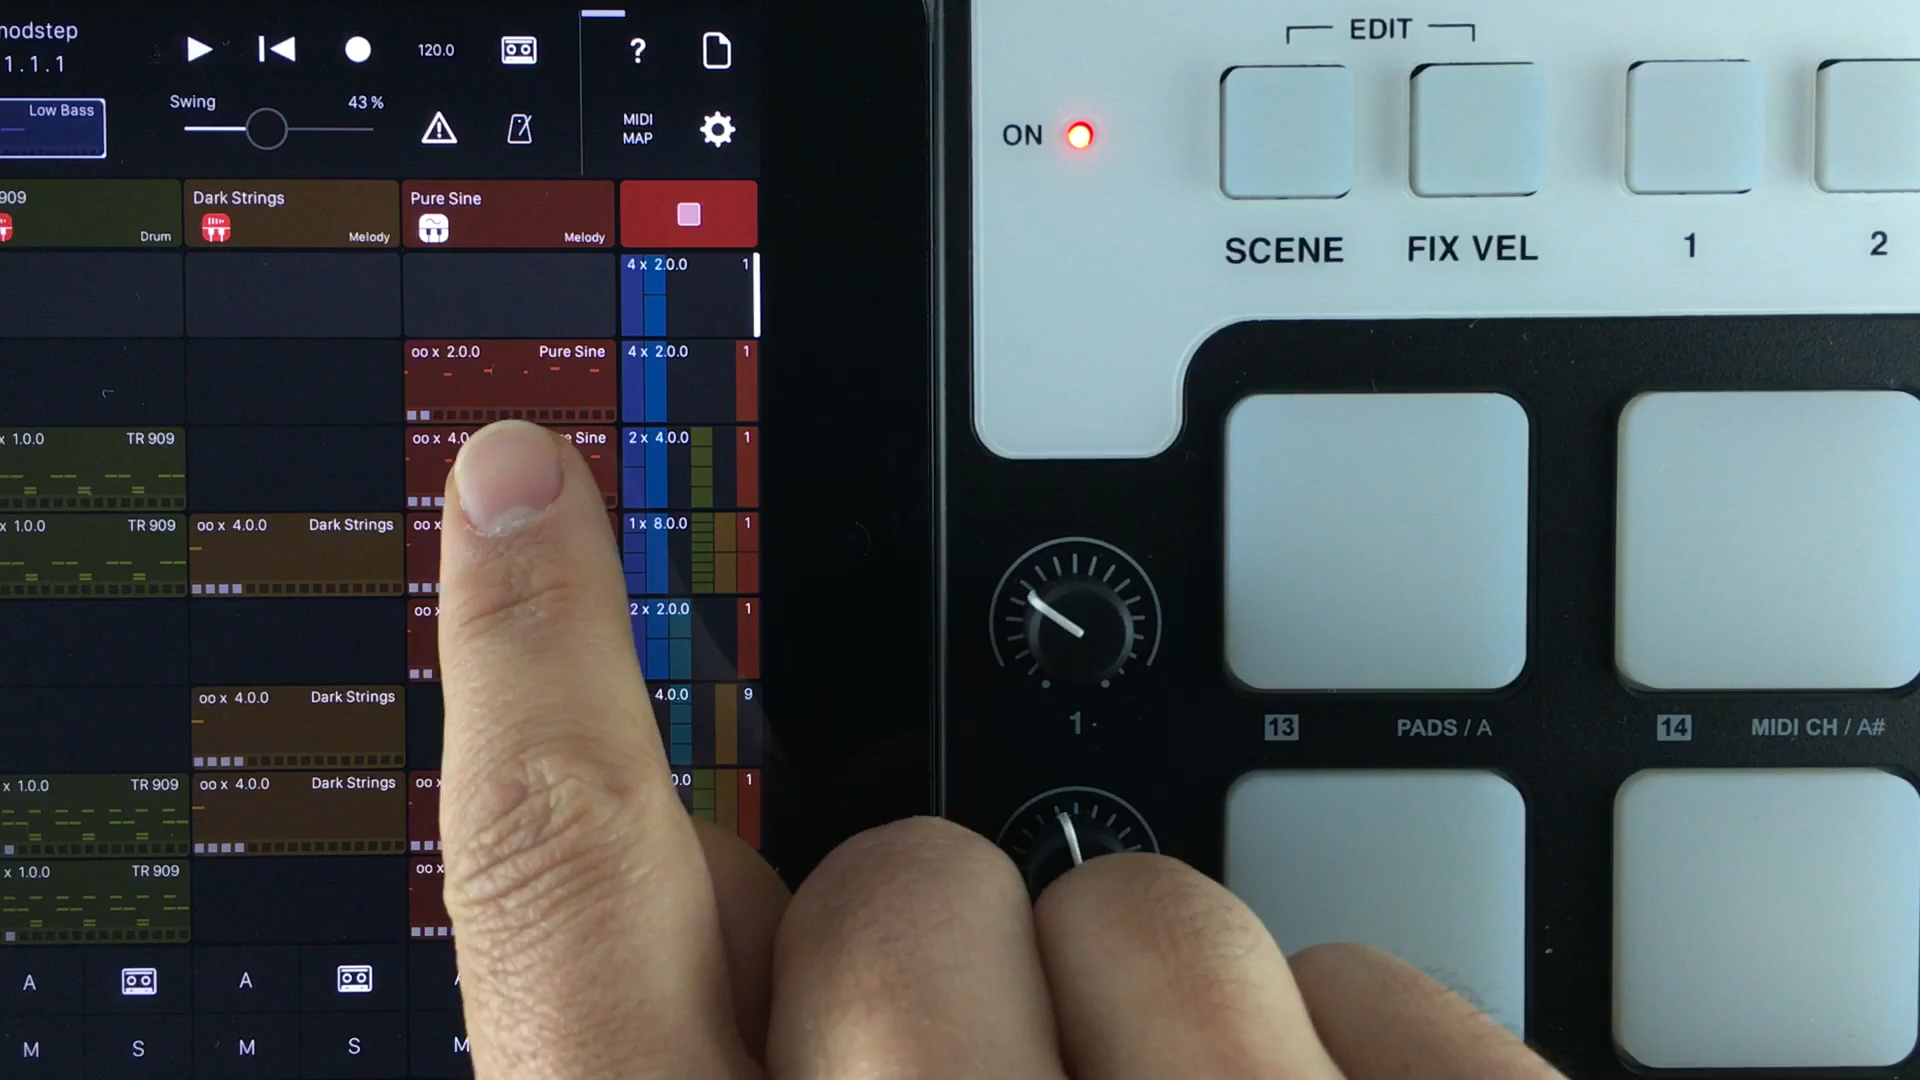 modstep
1.1.1
120.0
?
Swing
43 %
MIDI
MAP
Low Bass
909
Drum
Dark Strings
Melody
Pure Sine
Melody
4 x 2.0.0 1
oo x 2.0.0 Pure Sine
4 x 2.0.0 1
x 1.0.0 TR 909
oo x 4.0 Sine
2 x 4.0.0 1
x 1.0.0 TR 909
oo x 4.0.0 Dark Strings
oo x
1 x 8.0.0 1
oo x
2 x 2.0.0 1
oo x 4.0.0 Dark Strings
4.0.0 9
x 1.0.0 TR 909
oo x 4.0.0 Dark Strings
oo x
0.0 1
x 1.0.0 TR 909
oo x
A
A
M
S
M
S
M
EDIT
ON
SCENE
FIX VEL
1
2
1
13 PADS / A
14 MIDI CH / A#